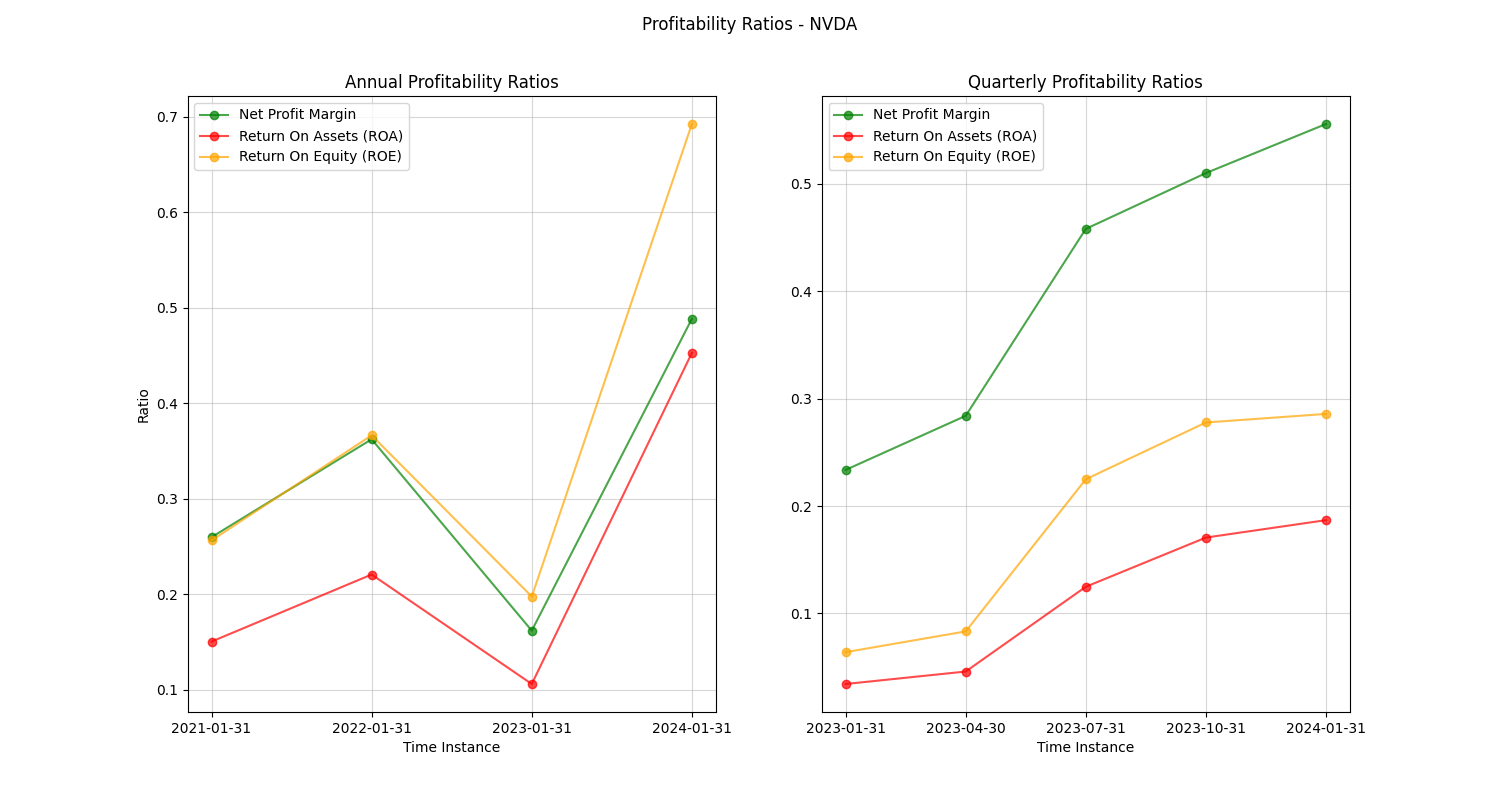 Profitability Ratios - NVDA
Annual Profitability Ratios
Net Profit Margin
Return On Assets (ROA)
Return On Equity (ROE)
0.7
0.6
0.5
0.4
0.3
0.2
0.1
Ratio
2021-01-31
2022-01-31
2023-01-31
2024-01-31
Time Instance
Quarterly Profitability Ratios
Net Profit Margin
Return On Assets (ROA)
Return On Equity (ROE)
0.5
0.4
0.3
0.2
0.1
2023-01-31
2023-04-30
2023-07-31
2023-10-31
2024-01-31
Time Instance